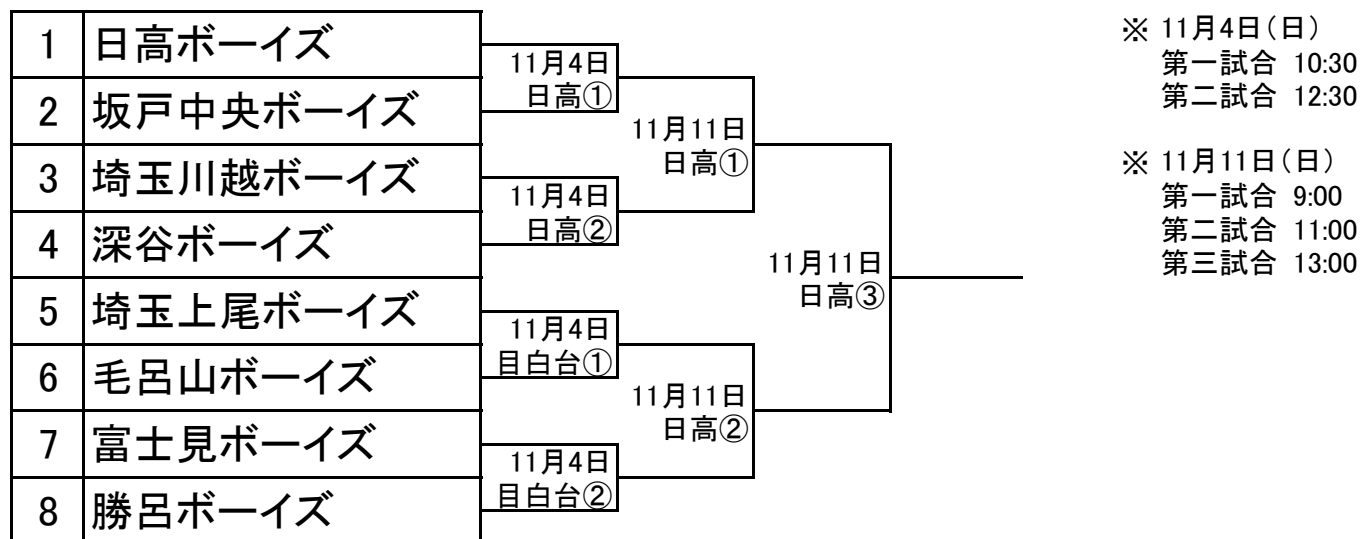 1 日高ボーイズ
2 坂戸中央ボーイズ
3 埼玉川越ボーイズ
4 深谷ボーイズ
5 埼玉上尾ボーイズ
6 毛呂山ボーイズ
7 富士見ボーイズ
8 勝呂ボーイズ
11月4日
日高①
11月4日
日高②
11月4日
目白台①
11月4日
目白台②
11月11日
日高①
11月11日
日高②
11月11日
日高③
※ 11月4日(日)
第一試合 10:30
第二試合 12:30
※ 11月11日(日)
第一試合 9:00
第二試合 11:00
第三試合 13:00